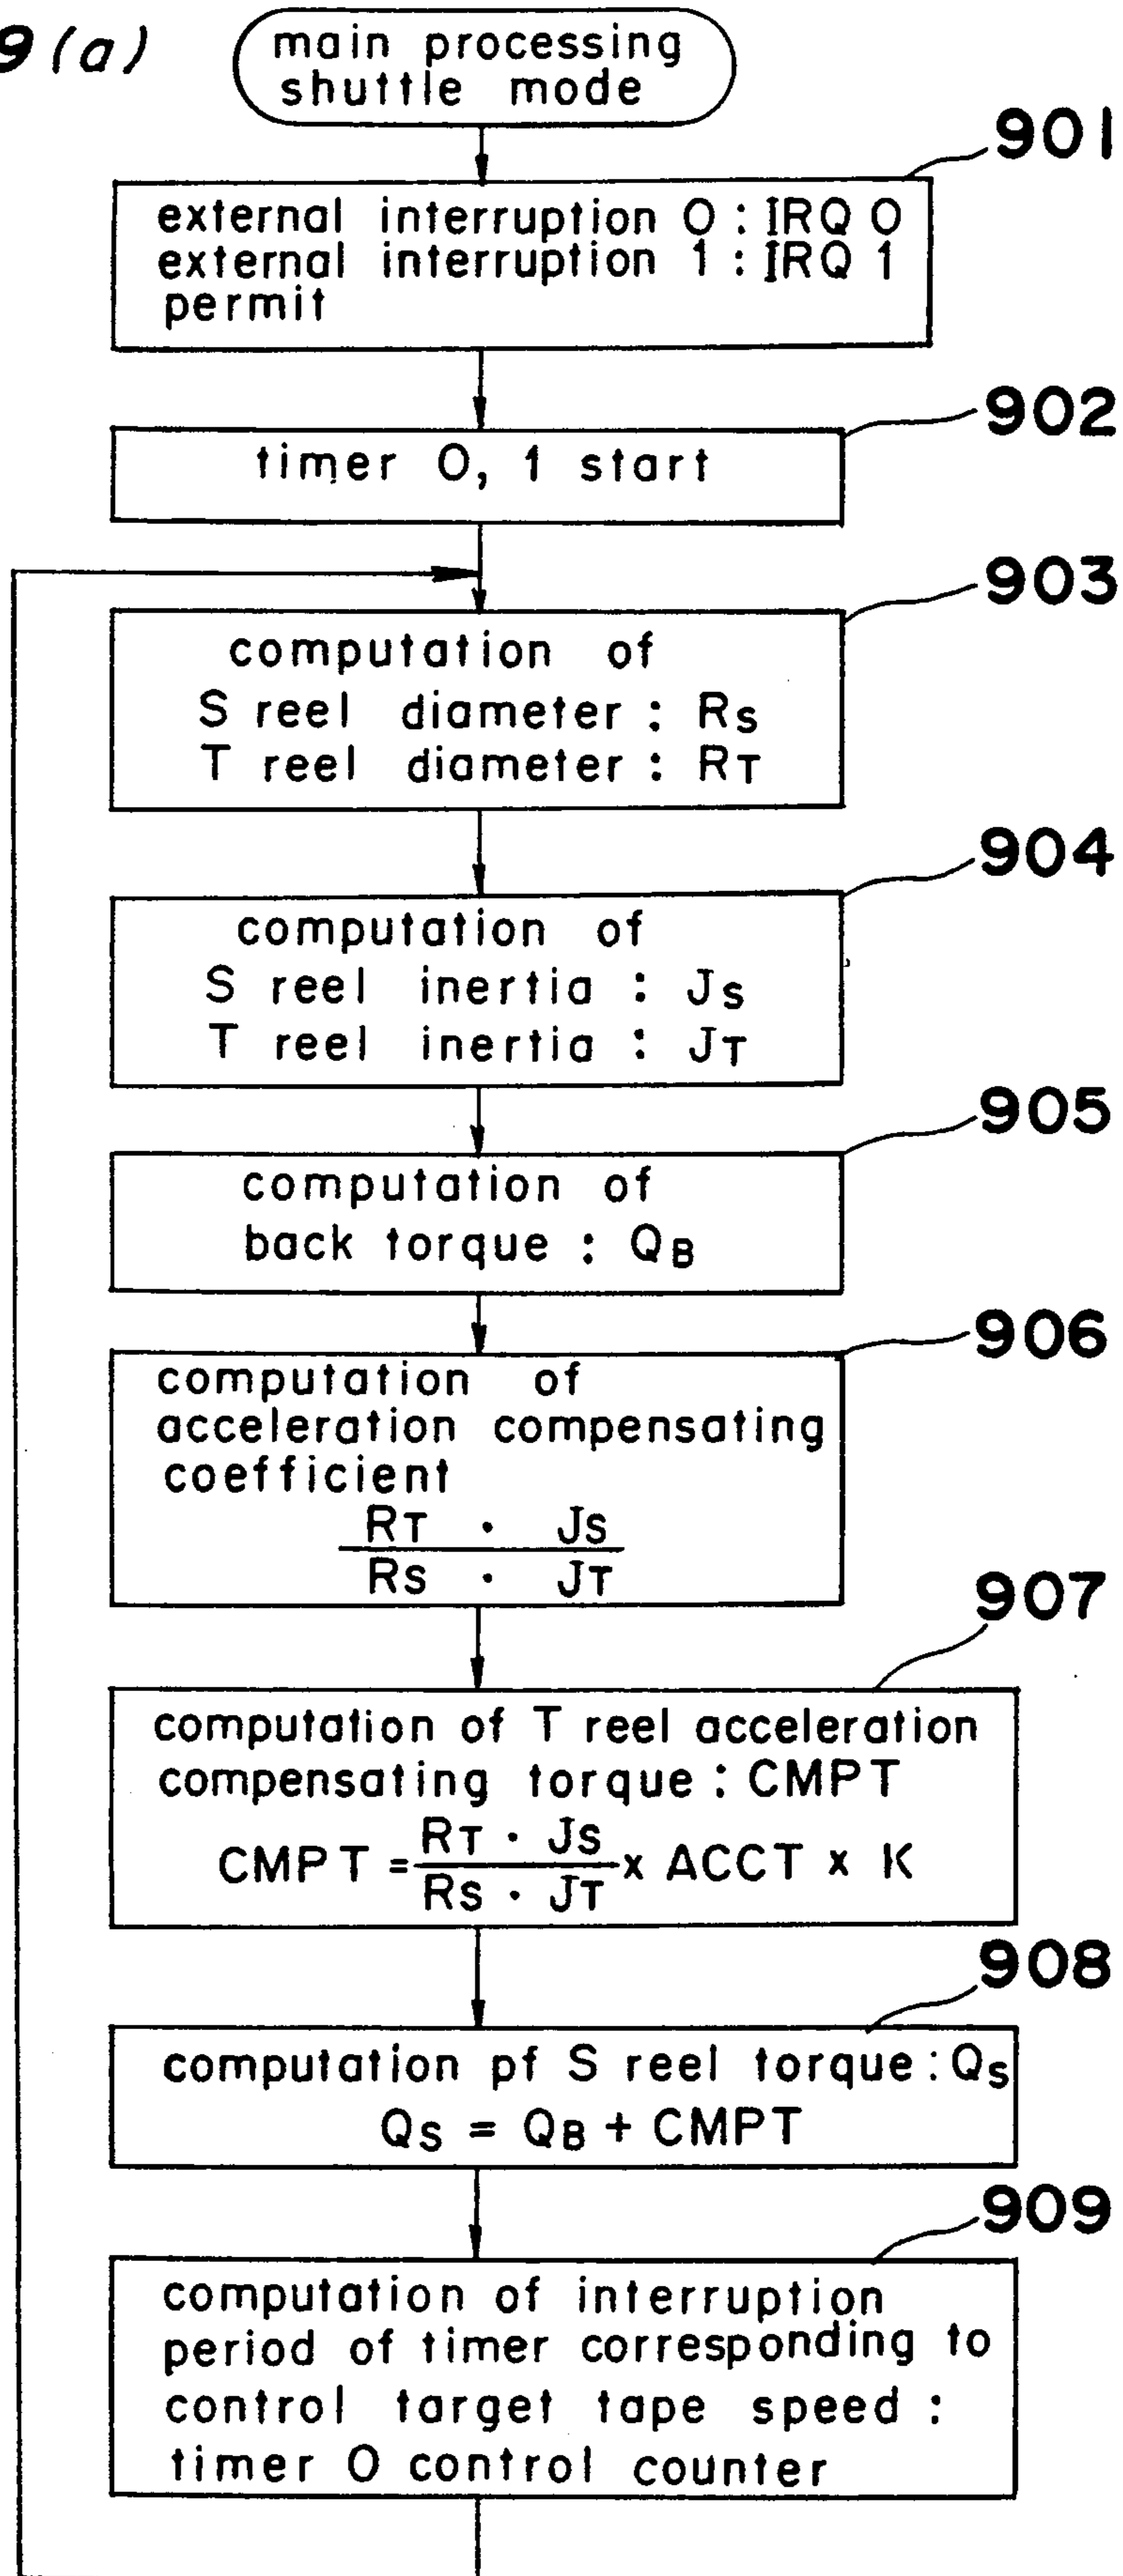 9 (a)
main processing
shuttle mode
901
external interruption 0 : IRQ 0
external interruption 1 : IRQ 1
permit
902
timer 0, 1 start
903
computation of
S reel diameter : RS
T reel diameter : RT
904
computation of
S reel inertia : JS
T reel inertia : JT
905
computation of
back torque : QB
906
computation of
acceleration compensating
coefficient
RT · JS
RS · JT
907
computation of T reel acceleration
compensating torque : CMPT
CMPT = RT · JS / RS · JT x ACCT x K
908
computation pf S reel torque : QS
QS = QB + CMPT
909
computation of interruption
period of timer corresponding to
control target tape speed :
timer 0 control counter